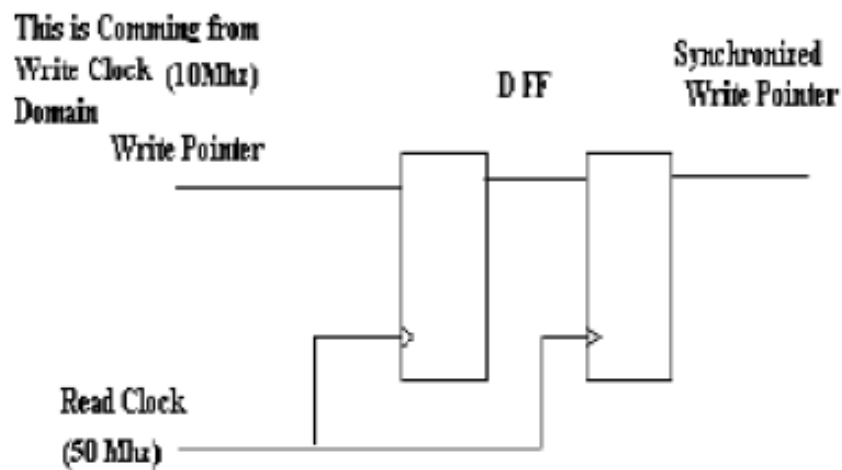 This is Comming from
Write Clock (10Mhz)
Domain
Write Pointer
D FF
Synchronized
Write Pointer
Read Clock
(50 Mhz)